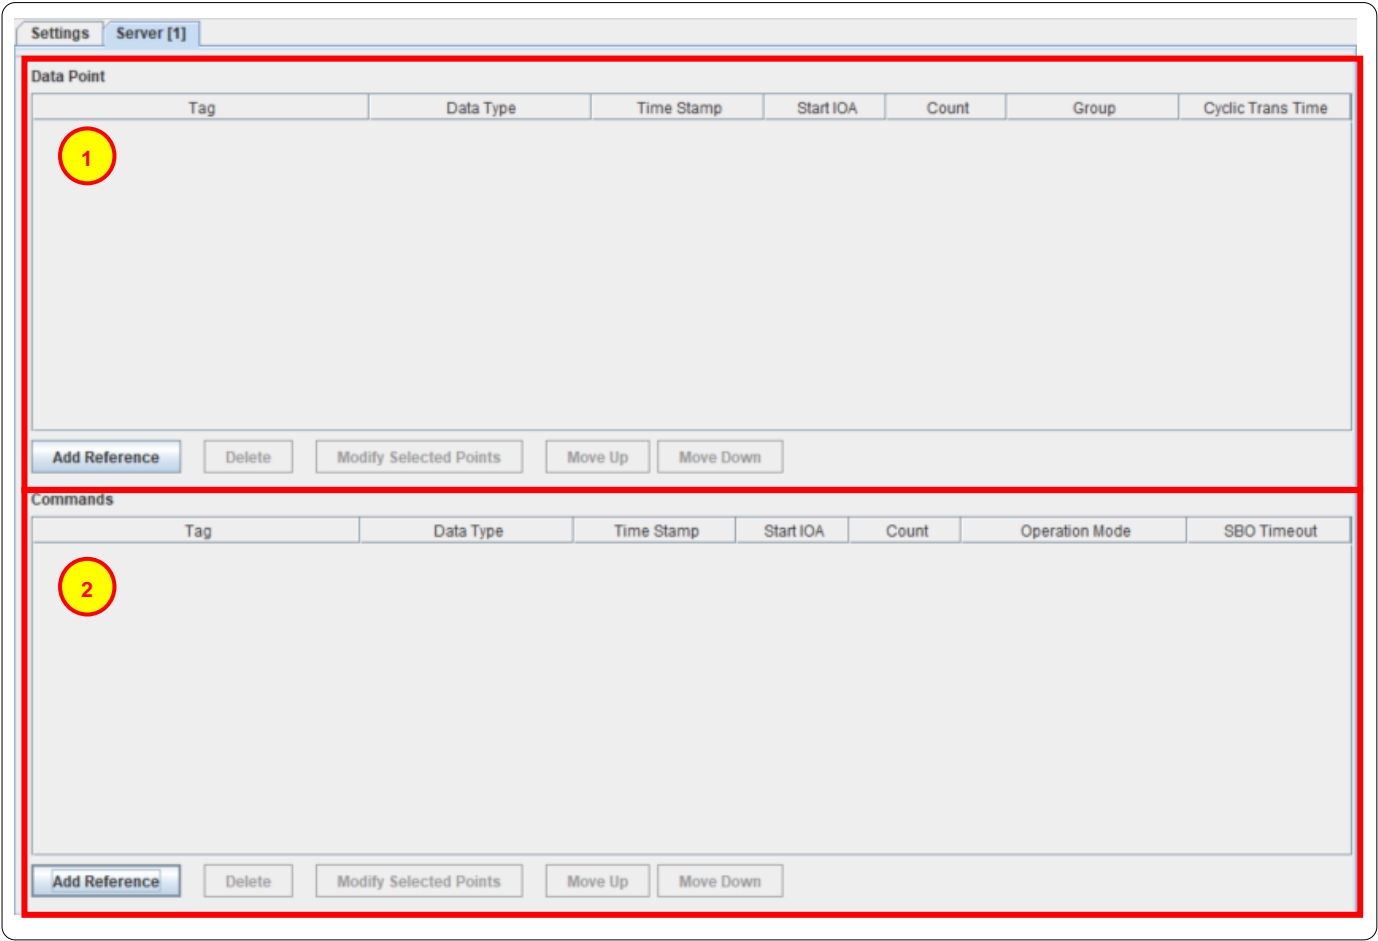 Settings Server [1]
Data Point
Tag Data Type Time Stamp Start IOA Count Group Cyclic Trans Time
1
Add Reference Delete Modify Selected Points Move Up Move Down
Commands
Tag Data Type Time Stamp Start IOA Count Operation Mode SBO Timeout
2
Add Reference Delete Modify Selected Points Move Up Move Down